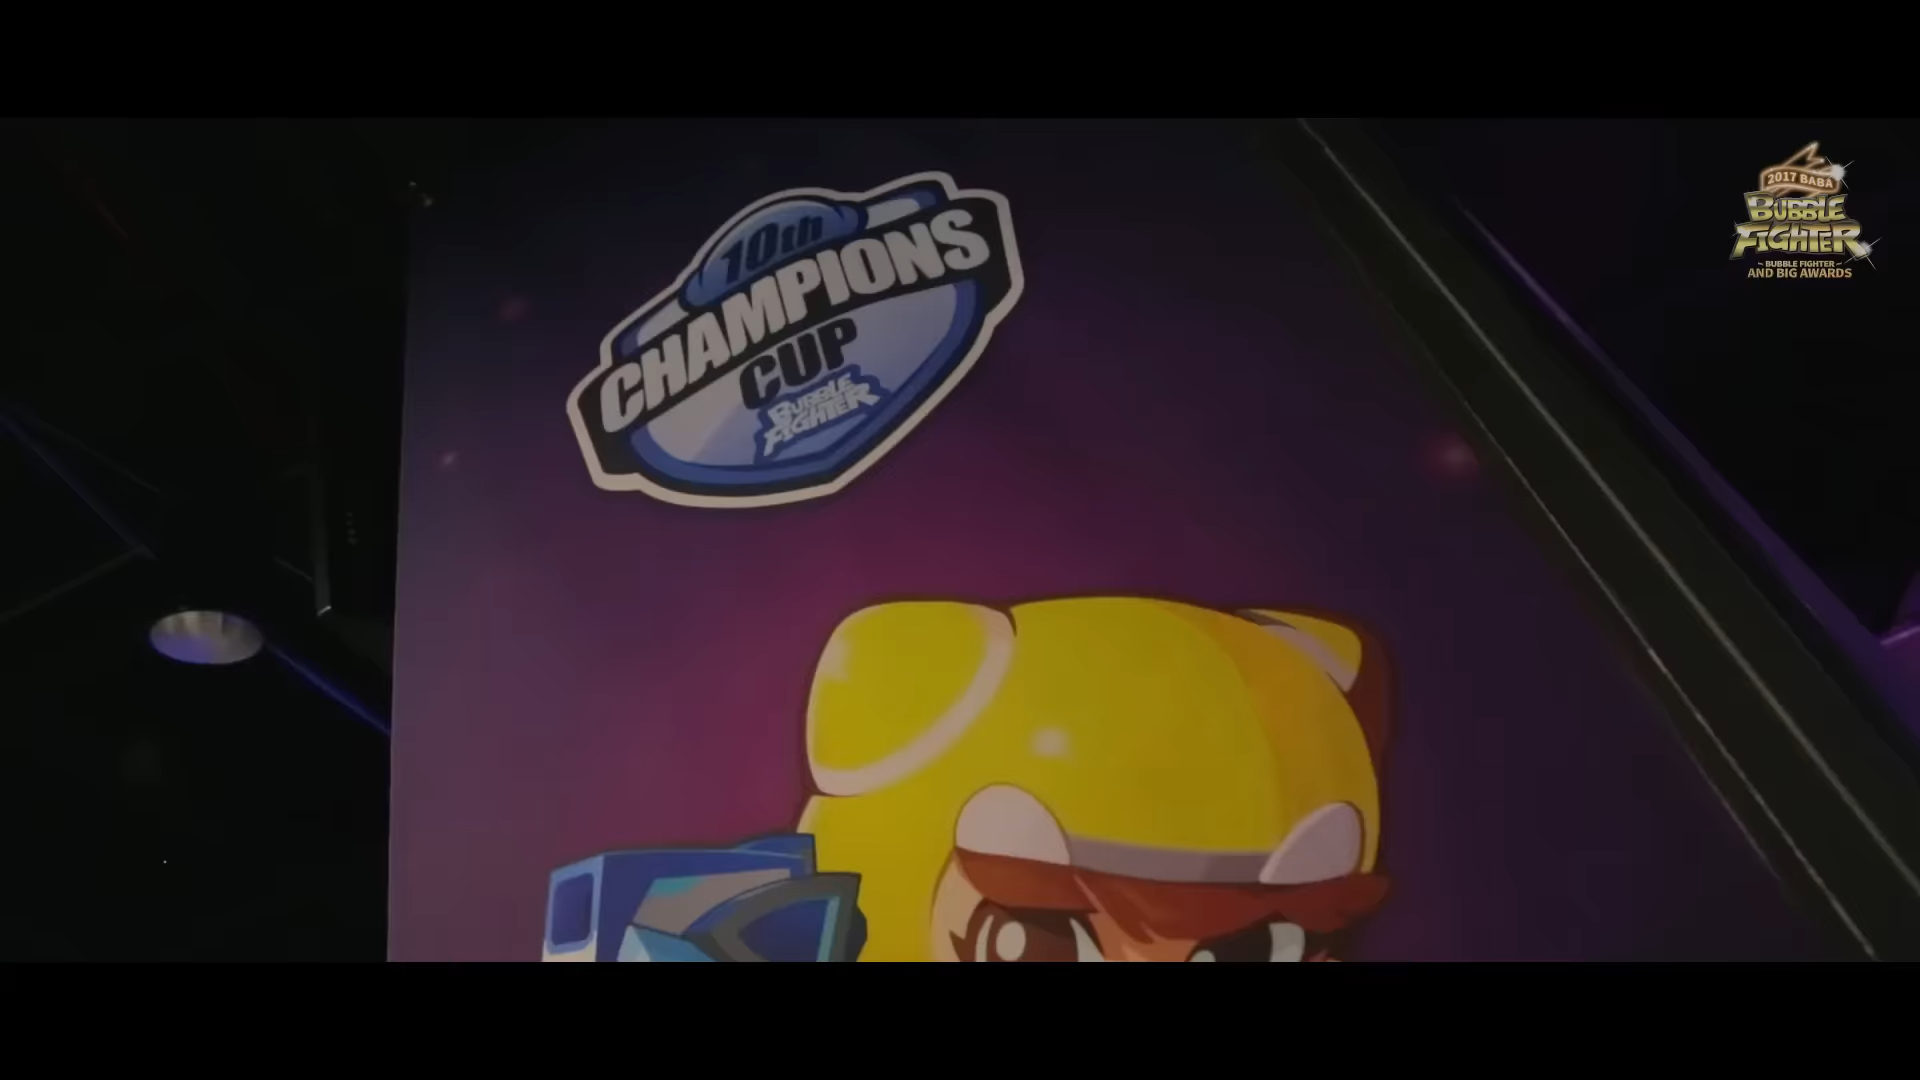 10th
CHAMPIONS
CUP
BUBBLE
FIGHTER
2017 BABA
BUBBLE
FIGHTER
- BUBBLE FIGHTER -
AND BIG AWARDS